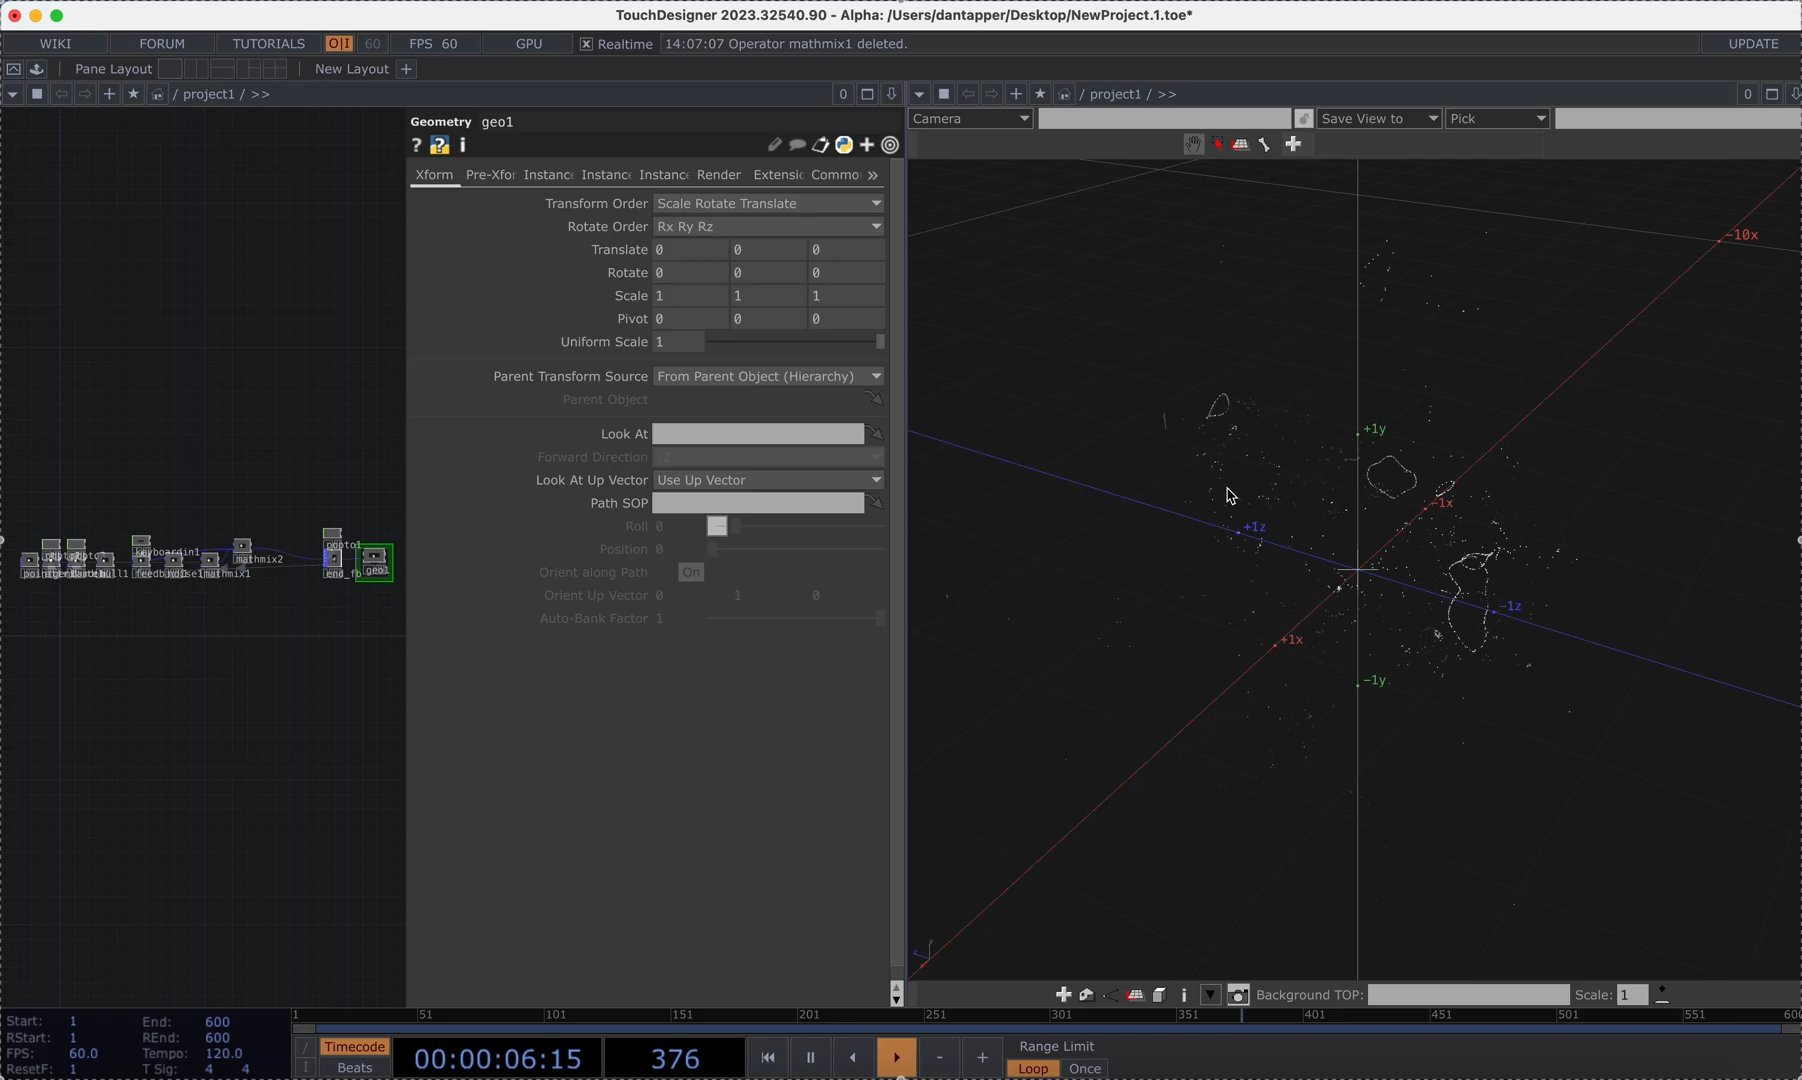 TouchDesigner 2023.32540.90 - Alpha: /Users/dantapper/Desktop/NewProject.1.toe*
WIKI FORUM TUTORIALS O|I 60 FPS 60 GPU Realtime 14:07:07 Operator mathmix1 deleted. UPDATE
Pane Layout New Layout +
/ project1 / >> 0
/ project1 / >> 0
Geometry geo1
? ? i
Xform Pre-Xfor Instance Instance Instance Render Extensic Commo »
Transform Order Scale Rotate Translate
Rotate Order Rx Ry Rz
Translate 0 0 0
Rotate 0 0 0
Scale 1 1 1
Pivot 0 0 0
Uniform Scale 1
Parent Transform Source From Parent Object (Hierarchy)
Parent Object
Look At
Forward Direction -Z
Look At Up Vector Use Up Vector
Path SOP
Roll 0
Position 0
Orient along Path On
Orient Up Vector 0 1 0
Auto-Bank Factor 1
keyboardin1
mathmix2
mathmix1
popto1
end_fb
geo1
Camera Save View to Pick
-10x
+1y
-1x
+1z
-1z
+1x
-1y
Background TOP: Scale: 1
Start: 1 End: 600
RStart: 1 REnd: 600
FPS: 60.0 Tempo: 120.0
ResetF: 1 T Sig: 4 4
1 51 101 151 201 251 301 351 401 451 501 551 600
Timecode
Beats
00:00:06:15 376
- +
Range Limit
Loop Once